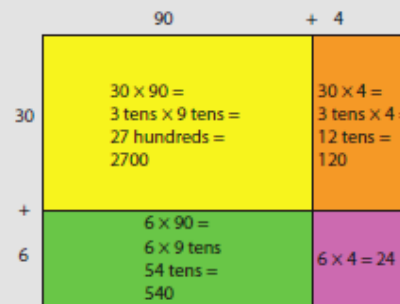 90 + 4
30
30 × 90 =
3 tens × 9 tens =
27 hundreds =
2700
30 × 4 =
3 tens × 4 =
12 tens =
120
+
6
6 × 90 =
6 × 9 tens
54 tens =
540
6 × 4 = 24